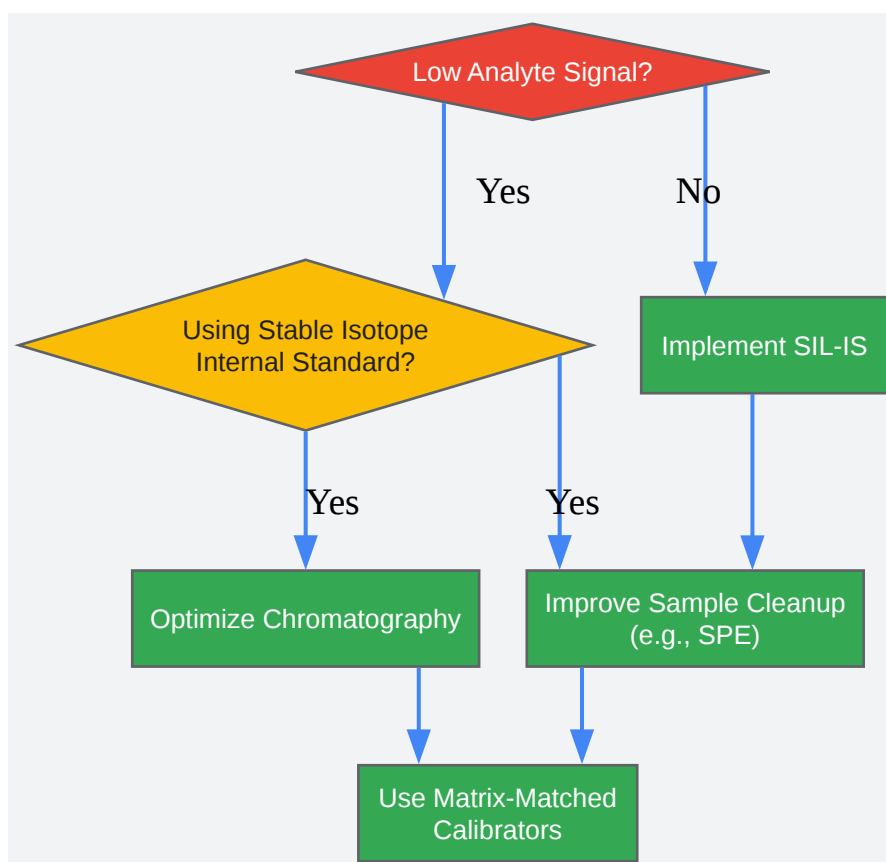 Low Analyte Signal?
Yes
No
Using Stable Isotope
Internal Standard?
Implement SIL-IS
Yes
Yes
Optimize Chromatography
Improve Sample Cleanup
(e.g., SPE)
Use Matrix-Matched
Calibrators